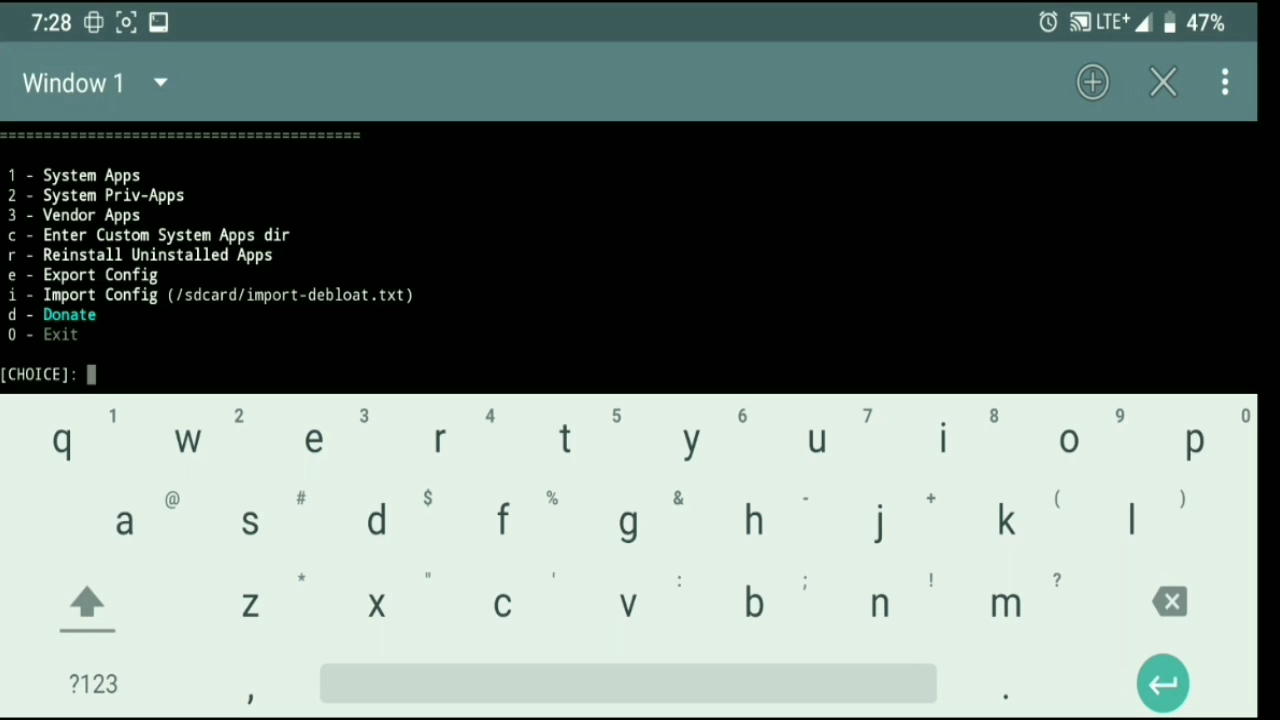 7:28 LTE+ 47%
Window 1
========================================
1 - System Apps
2 - System Priv-Apps
3 - Vendor Apps
c - Enter Custom System Apps dir
r - Reinstall Uninstalled Apps
e - Export Config
i - Import Config (/sdcard/import-debloat.txt)
d - Donate
0 - Exit
[CHOICE]:
1 2 3 4 5 6 7 8 9 0
q w e r t y u i o p
@ # $ % & - + ( )
a s d f g h j k l
* " ' : ; ! ?
z x c v b n m
?123 , .